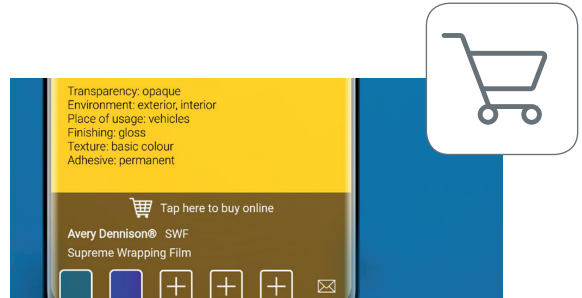 Transparency: opaque
Environment: exterior, interior
Place of usage: vehicles
Finishing: gloss
Texture: basic colour
Adhesive: permanent
Tap here to buy online
Avery Dennison® SWF
Supreme Wrapping Film